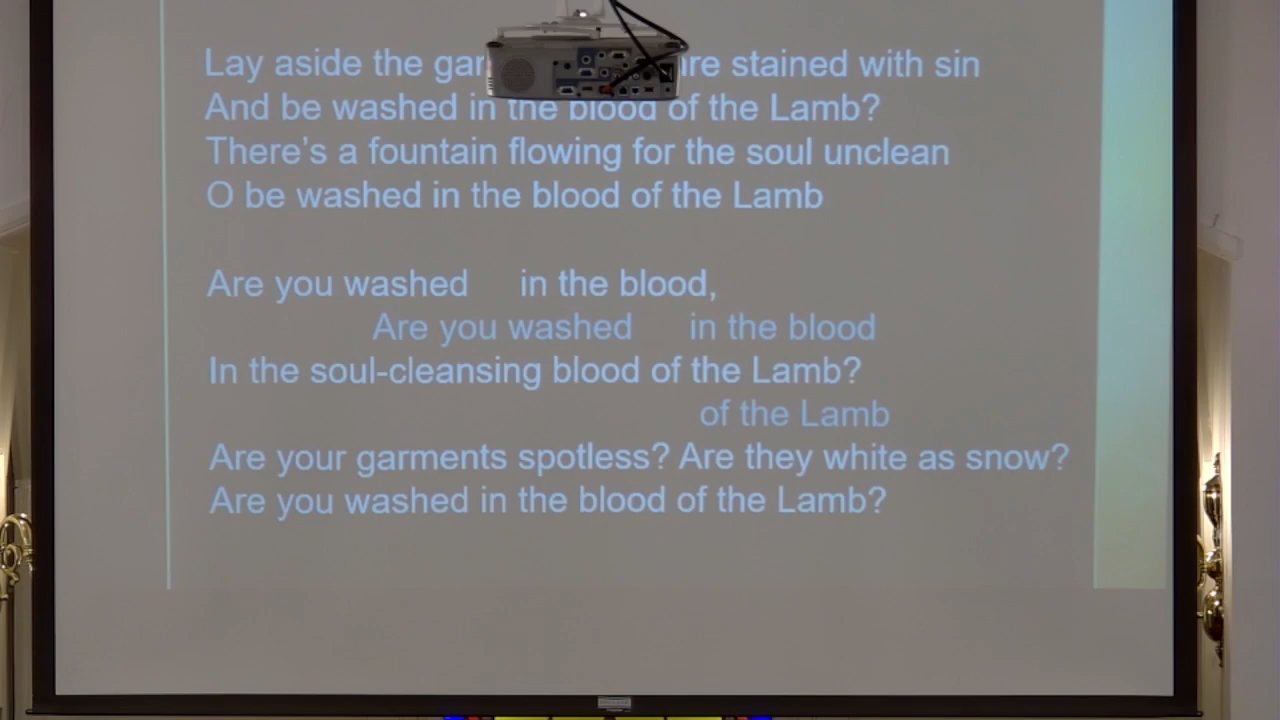 Lay aside the gar are stained with sin
And be washed in the blood of the Lamb?
There's a fountain flowing for the soul unclean
O be washed in the blood of the Lamb
Are you washed in the blood,
Are you washed in the blood
In the soul-cleansing blood of the Lamb?
of the Lamb
Are your garments spotless? Are they white as snow?
Are you washed in the blood of the Lamb?